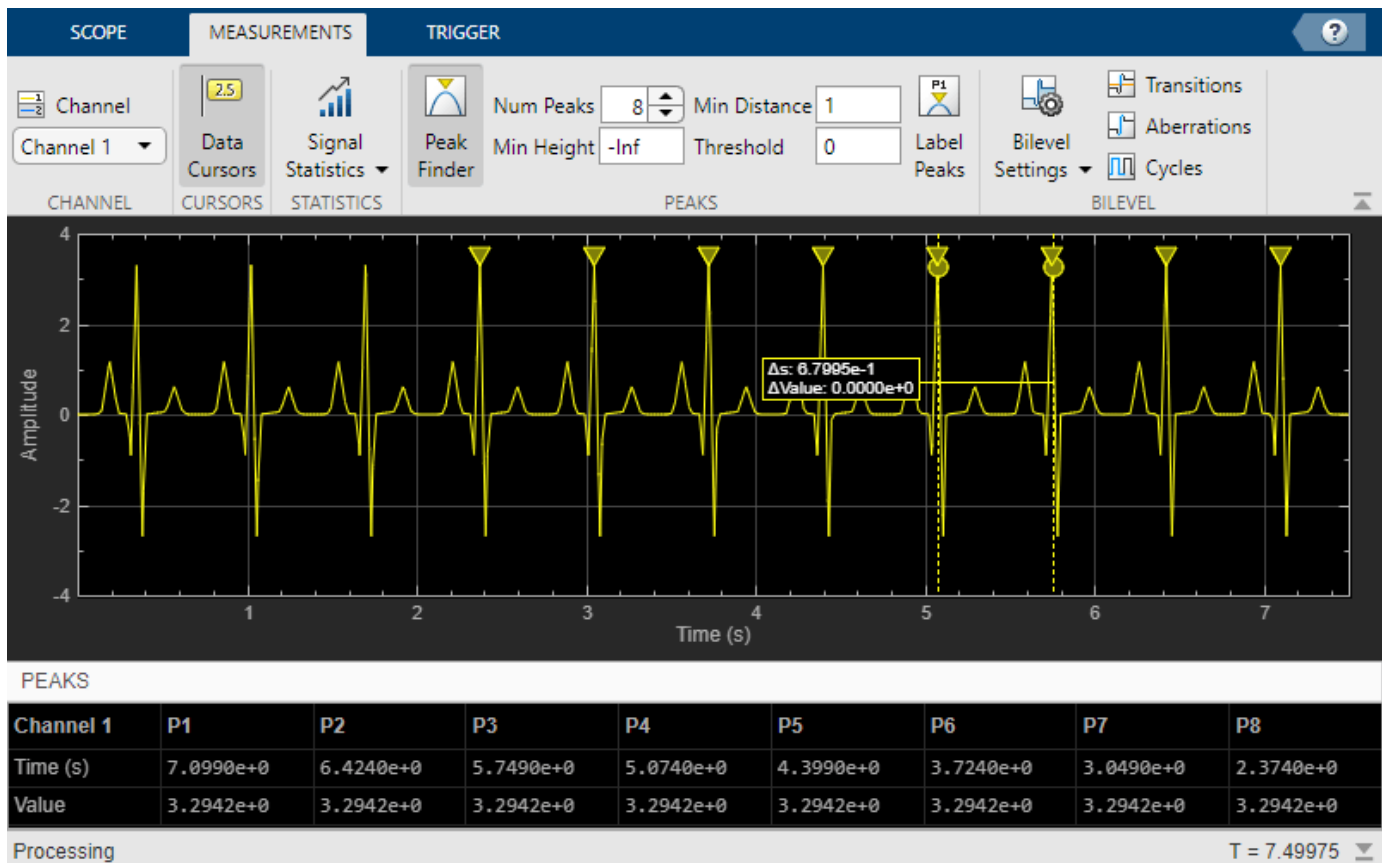 SCOPE MEASUREMENTS TRIGGER ?
Channel
Channel 1
CHANNEL
2.5
Data
Cursors
CURSORS
Signal
Statistics
STATISTICS
Peak
Finder
Num Peaks 8 Min Distance 1
Min Height -Inf Threshold 0
P1
Label
Peaks
PEAKS
Bilevel
Settings
Transitions
Aberrations
Cycles
BILEVEL
4
2
0
-2
-4
Amplitude
Δs: 6.7995e-1
ΔValue: 0.0000e+0
1 2 3 4 5 6 7
Time (s)
PEAKS
Channel 1 P1 P2 P3 P4 P5 P6 P7 P8
Time (s) 7.0990e+0 6.4240e+0 5.7490e+0 5.0740e+0 4.3990e+0 3.7240e+0 3.0490e+0 2.3740e+0
Value 3.2942e+0 3.2942e+0 3.2942e+0 3.2942e+0 3.2942e+0 3.2942e+0 3.2942e+0 3.2942e+0
Processing T = 7.49975